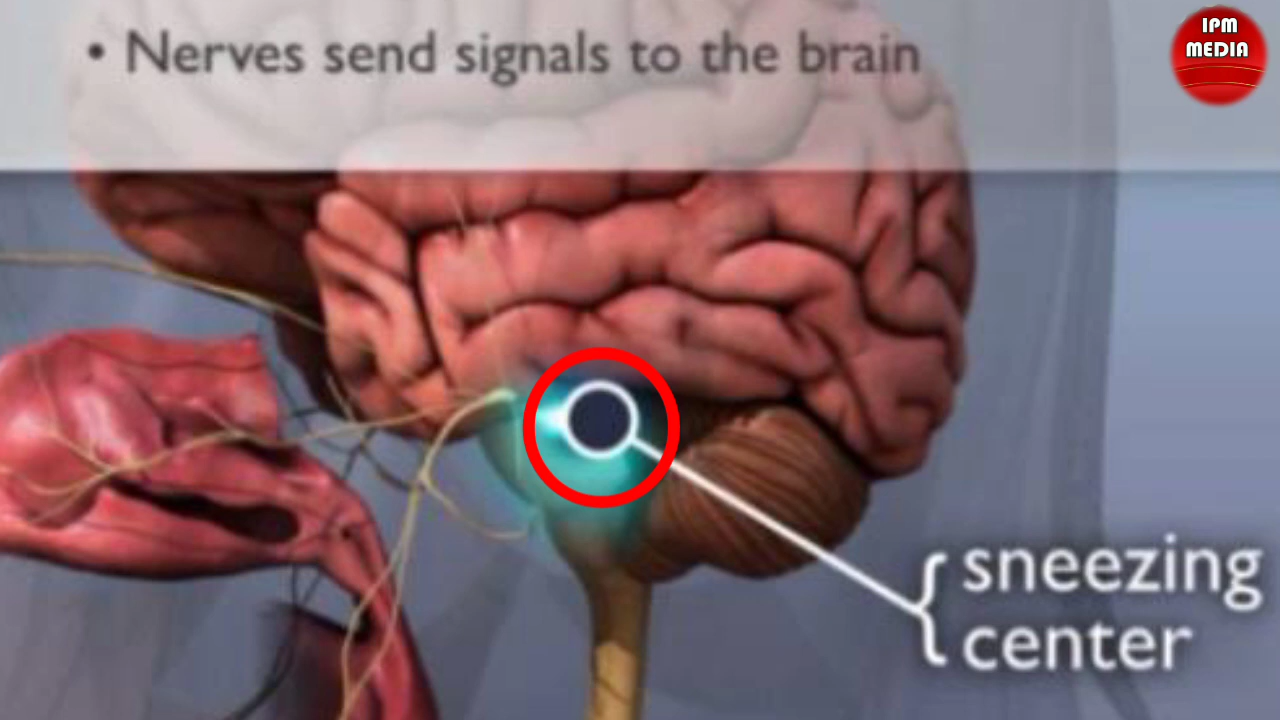 • Nerves send signals to the brain
IPM
MEDIA
sneezing
center